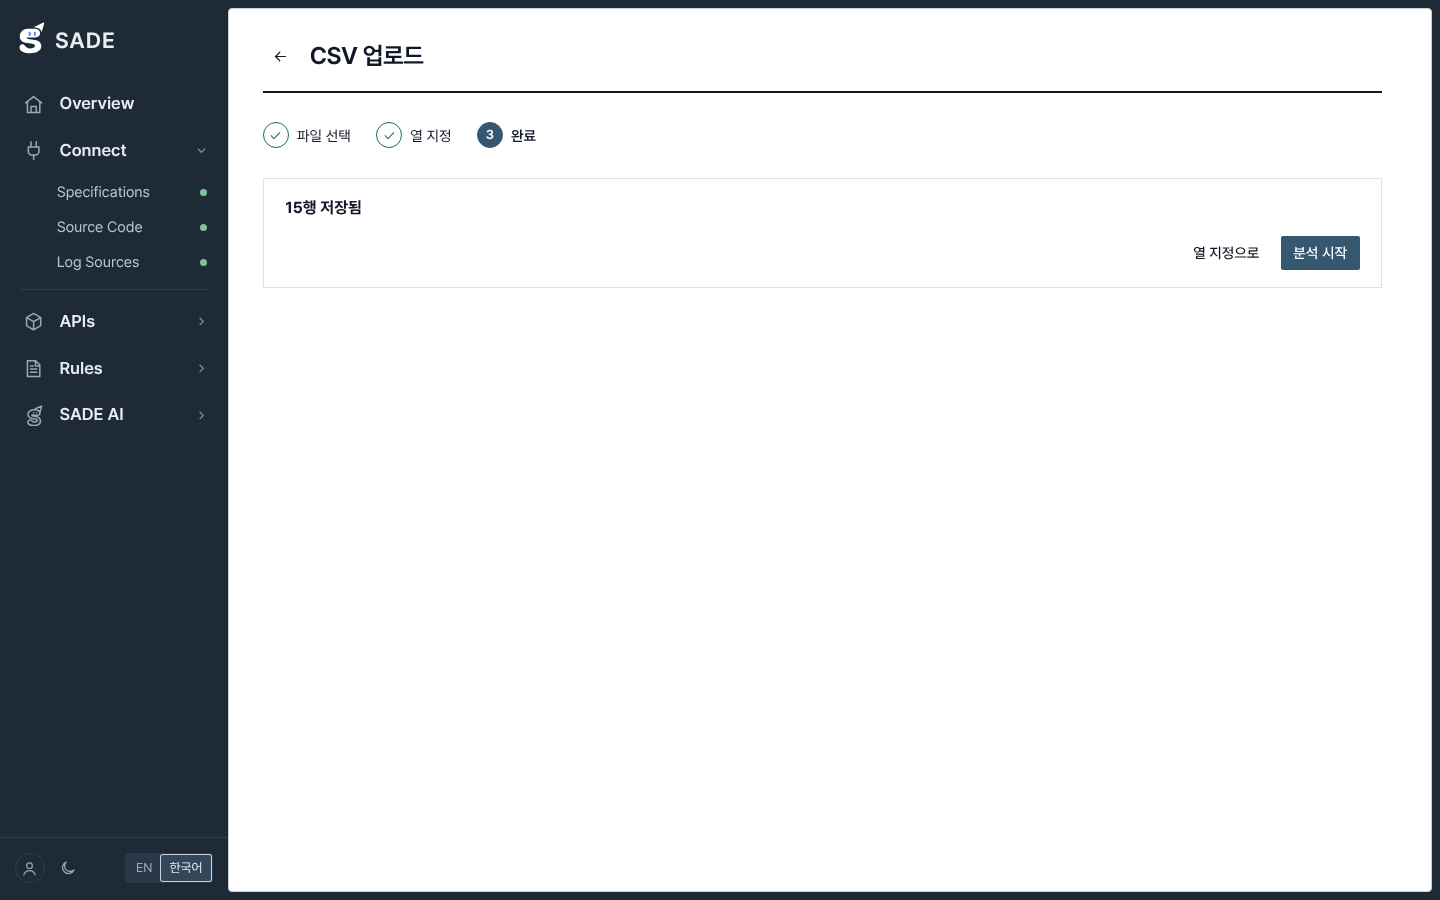 SADE
Overview
Connect
Specifications
Source Code
Log Sources
APIs
Rules
SADE AI
EN
한국어
CSV 업로드
파일 선택
열 지정
3 완료
15행 저장됨
열 지정으로
분석 시작